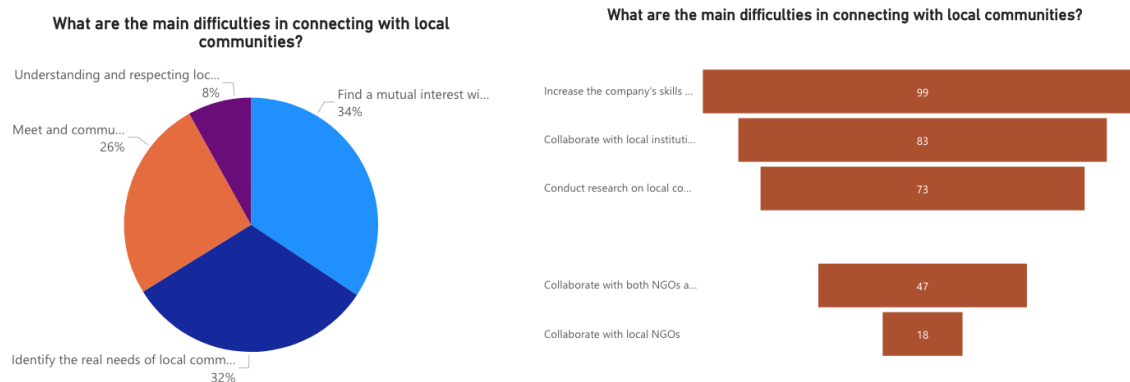 What are the main difficulties in connecting with local
communities?
Understanding and respecting loc...
8%
Find a mutual interest wi...
34%
Meet and commu...
26%
Identify the real needs of local comm...
32%
What are the main difficulties in connecting with local communities?
Increase the company's skills ...
99
Collaborate with local instituti...
83
Conduct research on local co...
73
Collaborate with both NGOs a...
47
Collaborate with local NGOs
18